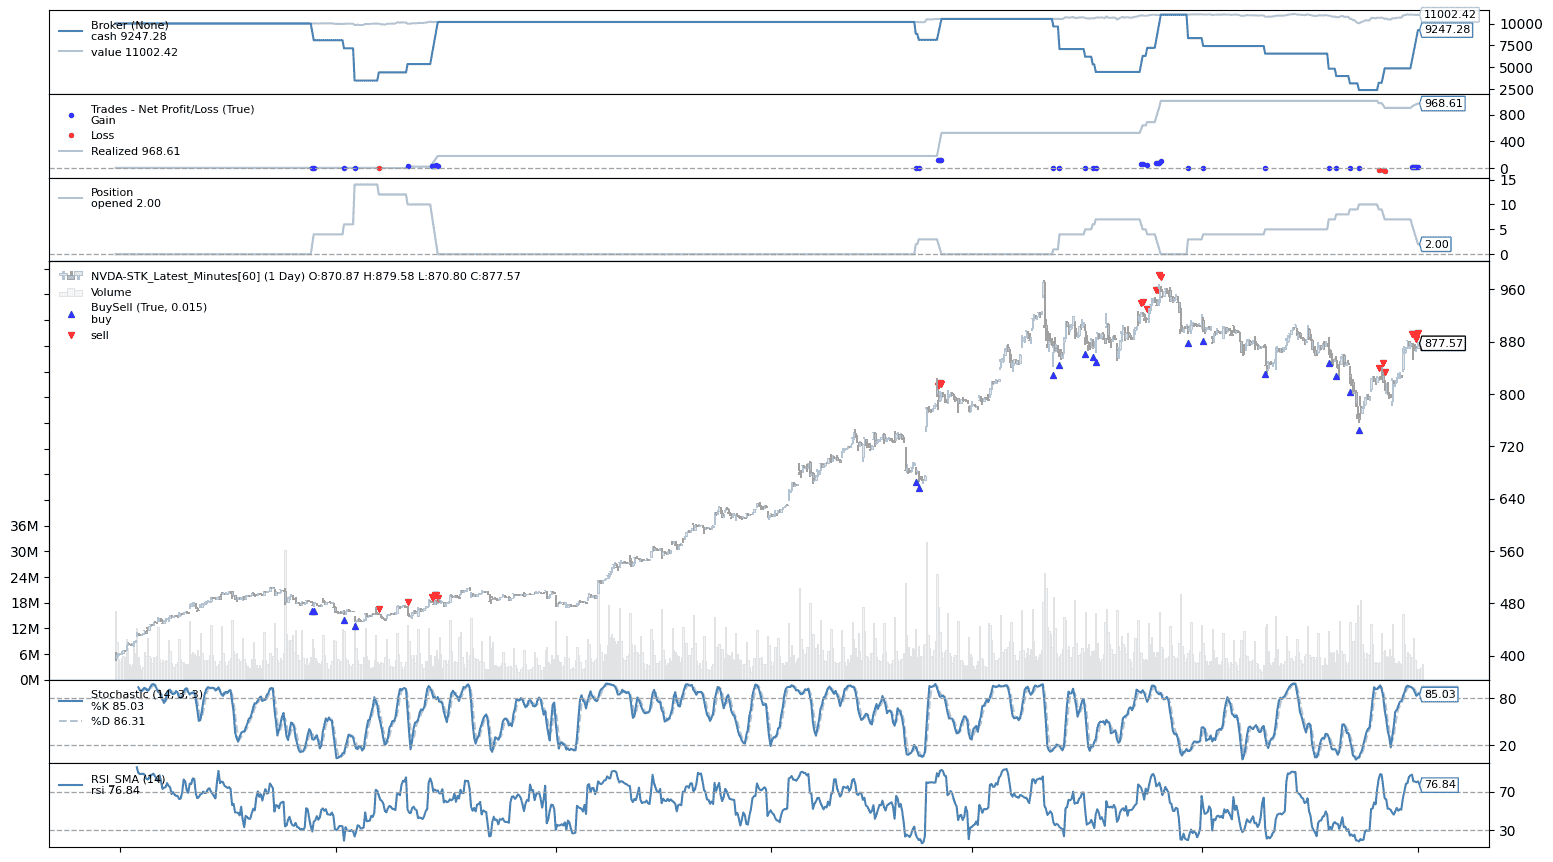 Broker (None)
cash 9247.28
value 11002.42
11002.42
10000
9247.28
7500
5000
2500
Trades - Net Profit/Loss (True)
Gain
Loss
Realized 968.61
968.61
800
400
0
Position
opened 2.00
15
10
5
2.00
0
NVDA-STK_Latest_Minutes[60] (1 Day) O:870.87 H:879.58 L:870.80 C:877.57
Volume
BuySell (True, 0.015)
buy
sell
960
880
877.57
800
720
640
560
480
400
36M
30M
24M
18M
12M
6M
0M
Stochastic (14, 3, 3)
%K 85.03
%D 86.31
85.03
80
20
RSI_SMA (14)
rsi 76.84
76.84
70
30